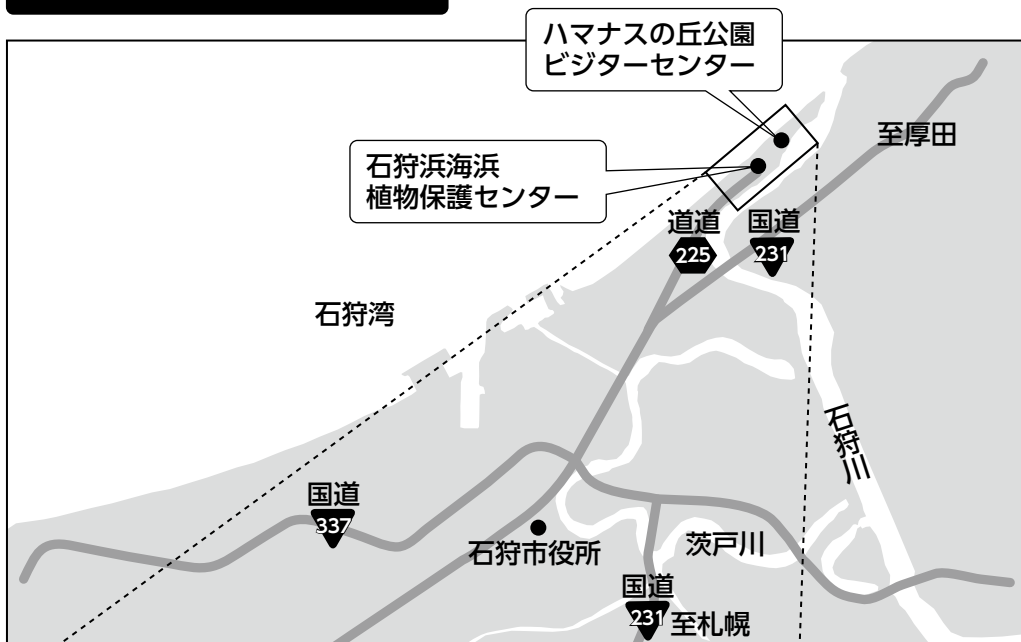 ハマナスの丘公園
ビジターセンター
至厚田
石狩浜海浜
植物保護センター
道道
225
国道
231
石狩湾
石狩川
国道
337
石狩市役所
茨戸川
国道
231
至札幌